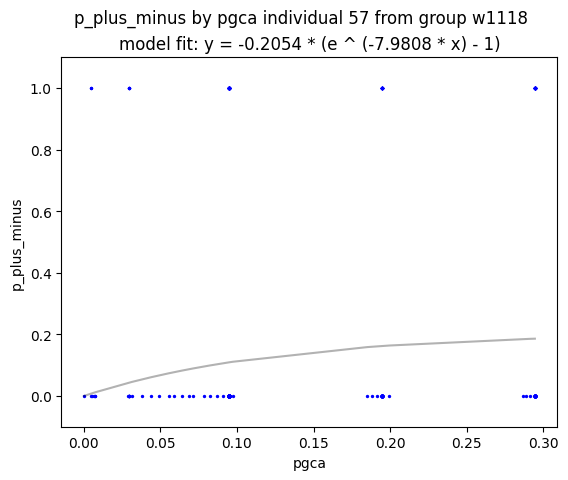 p_plus_minus by pgca individual 57 from group w1118
model fit: y = -0.2054 * (e ^ (-7.9808 * x) - 1)
p_plus_minus
1.0
0.8
0.6
0.4
0.2
0.0
0.00 0.05 0.10 0.15 0.20 0.25 0.30
pgca